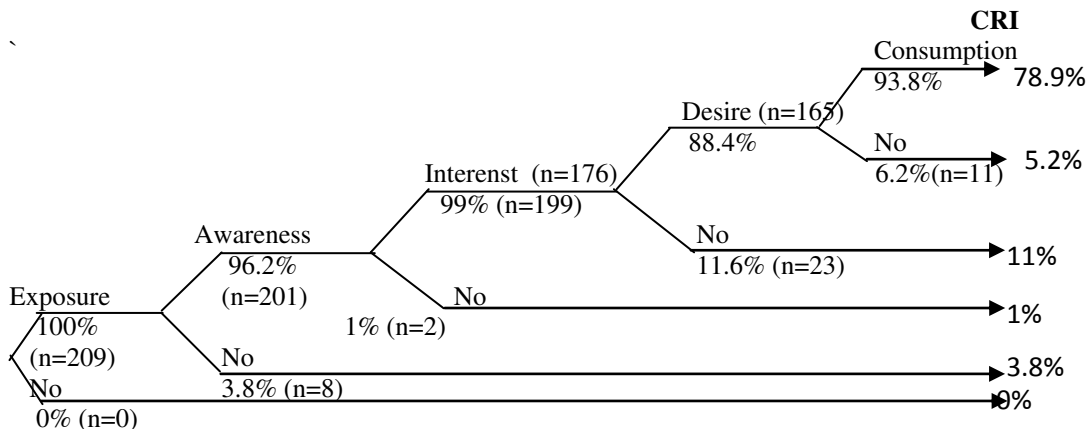 CRI
`
Consumption
93.8%
78.9%
Desire (n=165)
88.4%
No
6.2%(n=11)
5.2%
Interenst (n=176)
99% (n=199)
No
11.6% (n=23)
11%
Awareness
96.2%
(n=201)
No
1% (n=2)
1%
Exposure
100%
(n=209)
No
3.8% (n=8)
3.8%
No
0% (n=0)
0%